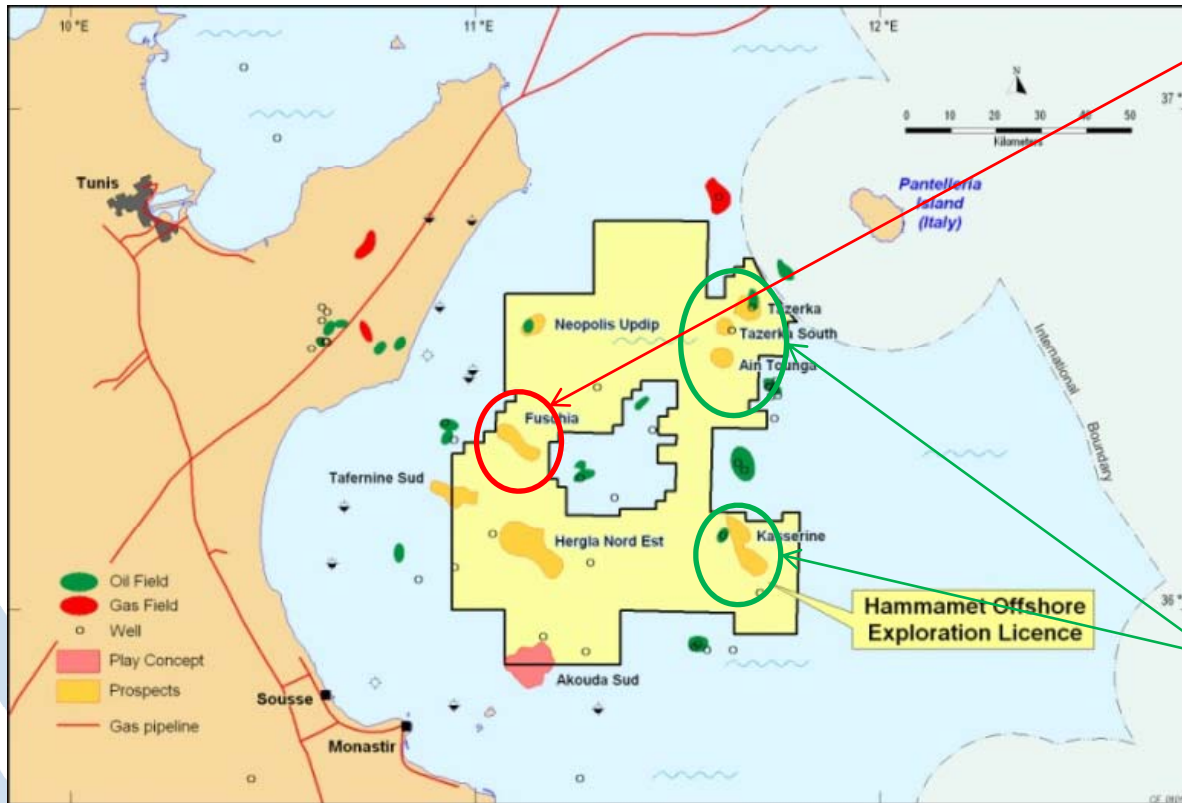 10 °E
11 °E
12 °E
N
0 10 20 30 40 50
Kilometers
37 °
Tunis
Pantelleria
Island
(Italy)
Tazerka
Neopolis Updip
Tazerka South
Ain Tounga
International
Boundary
Fuschia
Tafernine Sud
Hergla Nord Est
Kasserine
Oil Field
Gas Field
Well
Play Concept
Prospects
Gas pipeline
Hammamet Offshore
Exploration Licence
36 °
Akouda Sud
Sousse
Monastir